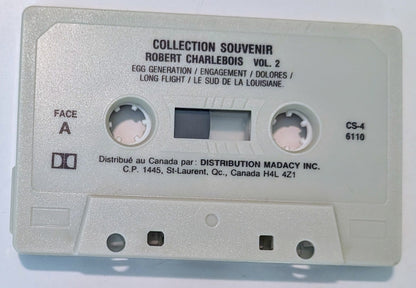 COLLECTION SOUVENIR
ROBERT CHARLEBOIS VOL. 2
EGG GENERATION / ENGAGEMENT / DOLORES /
LONG FLIGHT / LE SUD DE LA LOUISIANE.
FACE
A
CS-4
6110
Distribué au Canada par: DISTRIBUTION MADACY INC.
C.P. 1445, St-Laurent, Qc., Canada H4L 4Z1